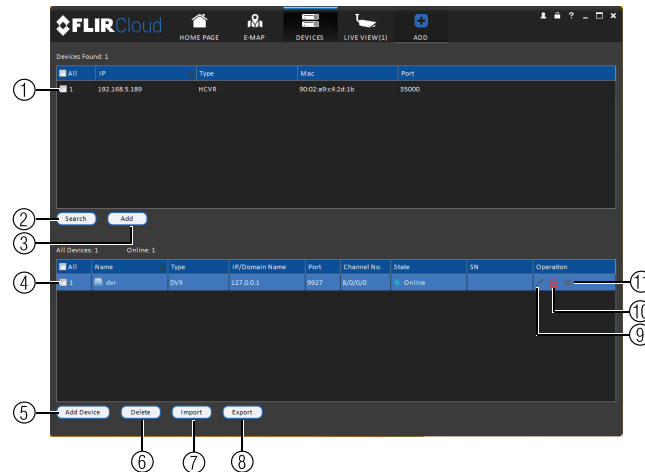 FLIR Cloud
HOME PAGE E-MAP DEVICES LIVE VIEW(1) ADD
?
Devices Found: 1
All IP Type Mac Port
1 192.168.5.189 HCVR 90:02:a9:c4:2d:1b 35000
1
Search Add
2
3
All Devices: 1 Online: 1
All Name Type IP/Domain Name Port Channel No. State SN Operation
1 dvr DVR 127.0.0.1 9927 8/0/0/0 Online
4
11
10
9
Add Device Delete Import Export
5
6 7 8